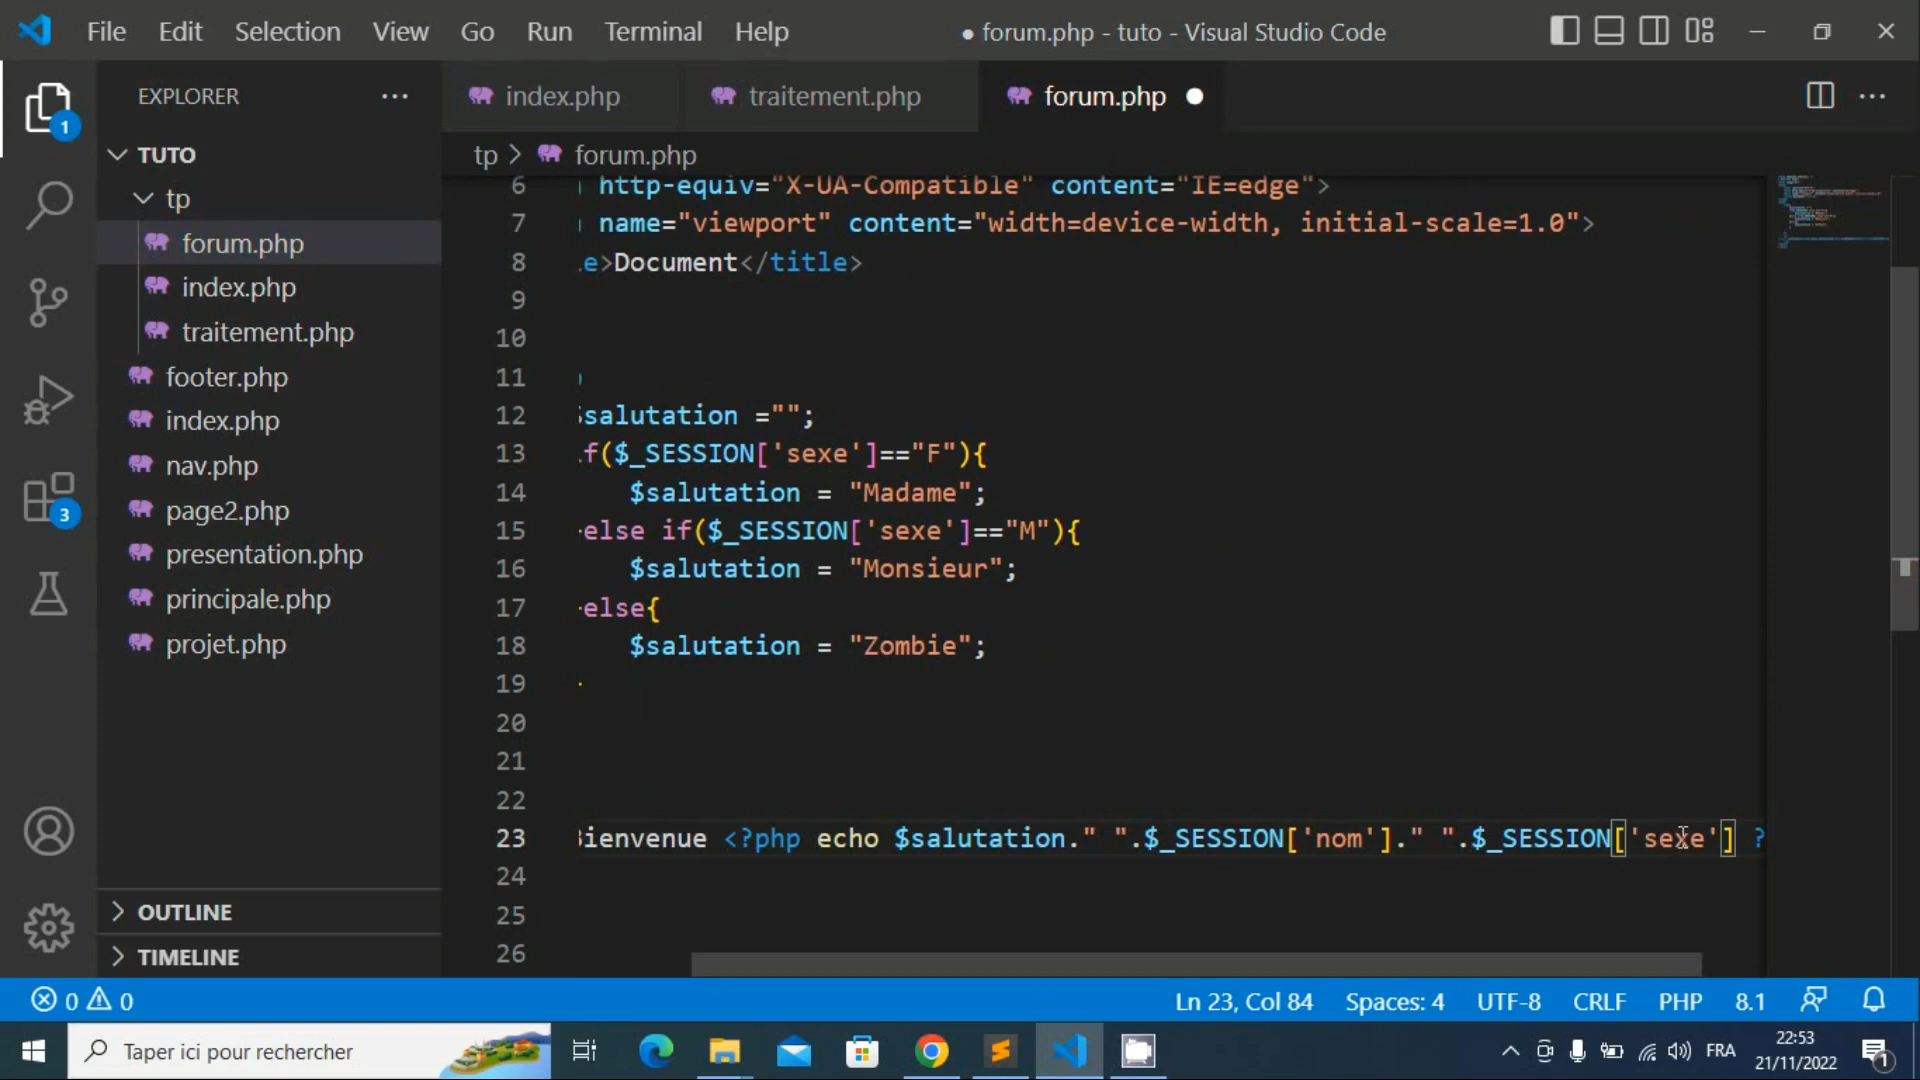 File Edit Selection View Go Run Terminal Help
● forum.php - tuto - Visual Studio Code
EXPLORER
1
TUTO
tp
forum.php
index.php
traitement.php
footer.php
index.php
nav.php
page2.php
presentation.php
principale.php
projet.php
3
OUTLINE
TIMELINE
index.php traitement.php forum.php
tp > forum.php
6 http-equiv="X-UA-Compatible" content="IE=edge">
7 name="viewport" content="width=device-width, initial-scale=1.0">
8 e>Document</title>
9
10
11
12 salutation ="";
13 f($_SESSION['sexe']=="F"){
14 $salutation = "Madame";
15 else if($_SESSION['sexe']=="M"){
16 $salutation = "Monsieur";
17 else{
18 $salutation = "Zombie";
19
20
21
22
23 Bienvenue <?php echo $salutation." ".$_SESSION['nom']." ".$_SESSION['sexe'] ?
24
25
26
0 0
Ln 23, Col 84 Spaces: 4 UTF-8 CRLF PHP 8.1
Taper ici pour rechercher
FRA
22:53
21/11/2022
1